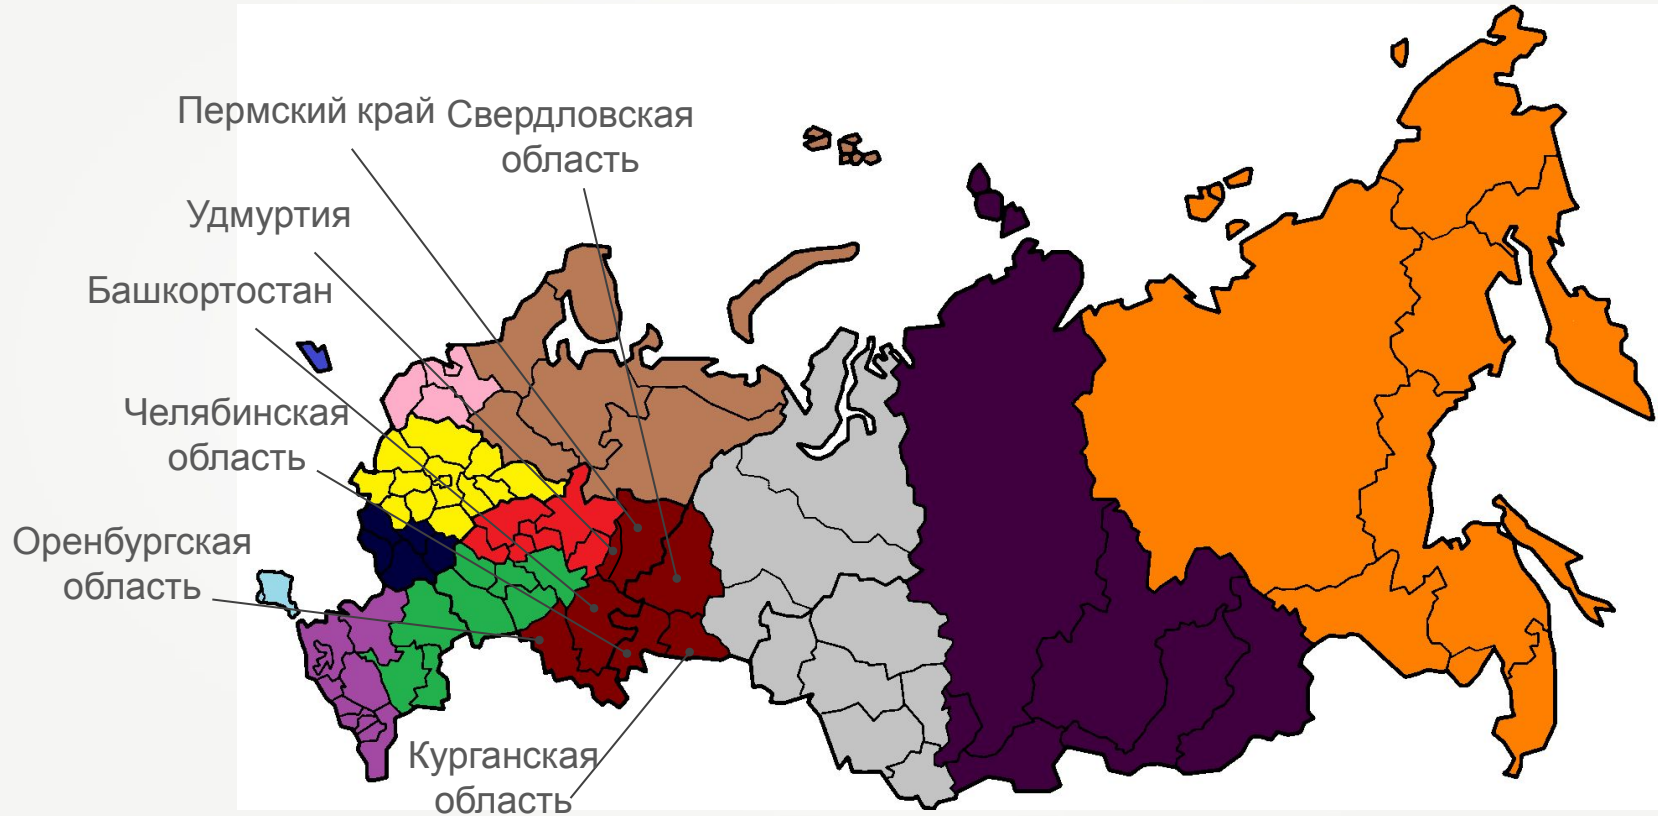 Пермский край
Свердловская
область
Удмуртия
Башкортостан
Челябинская
область
Оренбургская
область
Курганская
область